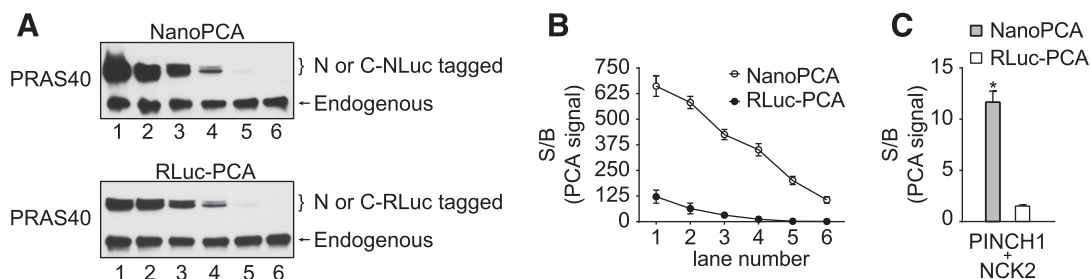 A
NanoPCA
PRAS40
} N or C-NLuc tagged
←Endogenous
1 2 3 4 5 6
RLuc-PCA
PRAS40
} N or C-RLuc tagged
←Endogenous
1 2 3 4 5 6
B
NanoPCA
RLuc-PCA
S/B
(PCA signal)
750
625
500
375
250
125
0
1 2 3 4 5 6
lane number
C
NanoPCA
RLuc-PCA
S/B
(PCA signal)
15
10
5
0
*
PINCH1
+
NCK2